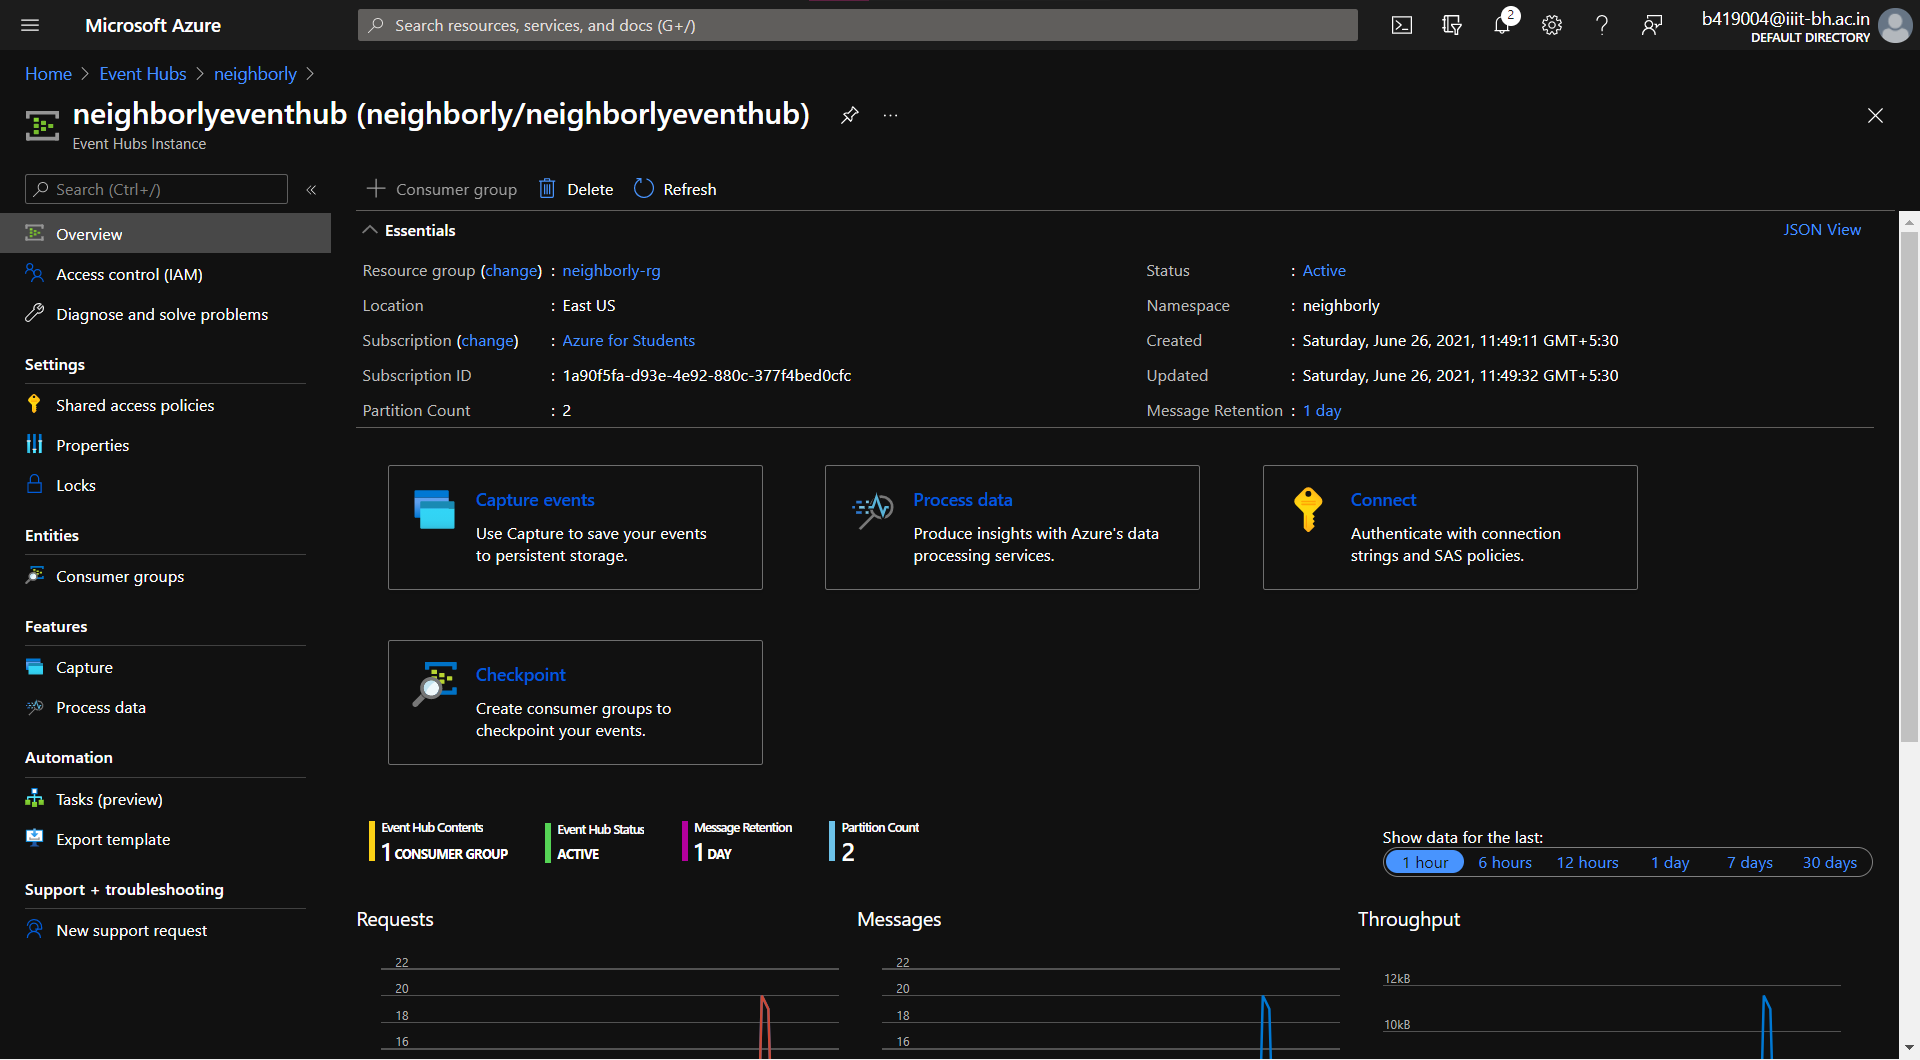 Microsoft Azure
Search resources, services, and docs (G+/)
2
b419004@iiit-bh.ac.in
DEFAULT DIRECTORY
Home > Event Hubs > neighborly >
neighborlyeventhub (neighborly/neighborlyeventhub)
...
Event Hubs Instance
Search (Ctrl+/)
«
Overview
Access control (IAM)
Diagnose and solve problems
Settings
Shared access policies
Properties
Locks
Entities
Consumer groups
Features
Capture
Process data
Automation
Tasks (preview)
Export template
Support + troubleshooting
New support request
+ Consumer group
Delete
Refresh
Essentials
JSON View
Resource group (change) : neighborly-rg
Location : East US
Subscription (change) : Azure for Students
Subscription ID : 1a90f5fa-d93e-4e92-880c-377f4bed0cfc
Partition Count : 2
Status : Active
Namespace : neighborly
Created : Saturday, June 26, 2021, 11:49:11 GMT+5:30
Updated : Saturday, June 26, 2021, 11:49:32 GMT+5:30
Message Retention : 1 day
Capture events
Use Capture to save your events
to persistent storage.
Process data
Produce insights with Azure's data
processing services.
Connect
Authenticate with connection
strings and SAS policies.
Checkpoint
Create consumer groups to
checkpoint your events.
Event Hub Contents
1 CONSUMER GROUP
Event Hub Status
ACTIVE
Message Retention
1 DAY
Partition Count
2
Show data for the last:
1 hour 6 hours 12 hours 1 day 7 days 30 days
Requests
22
20
18
16
Messages
22
20
18
16
Throughput
12kB
10kB